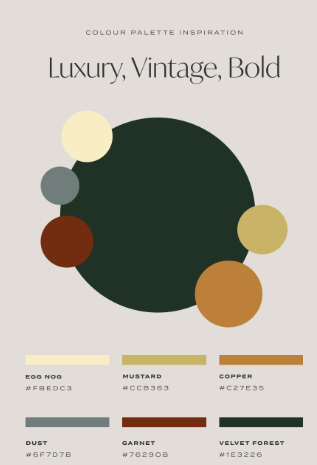 COLOUR PALETTE INSPIRATION
Luxury, Vintage, Bold
EGG NOG
#FBEDC3
MUSTARD
#CCB363
COPPER
#C27E35
DUST
#6F7D7B
GARNET
#76290B
VELVET FOREST
#1E3226